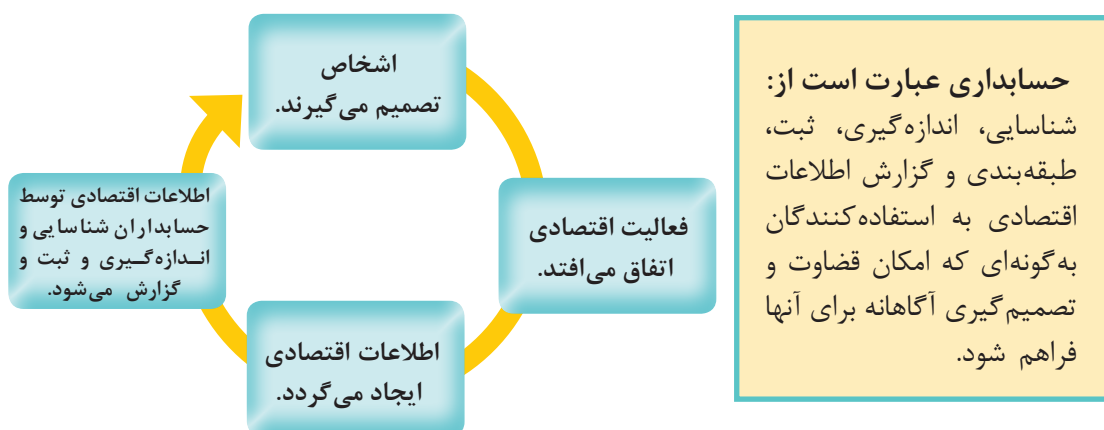 حسابداری عبارت است از:
شناسایی، اندازه‌گیری، ثبت،
طبقه‌بندی و گزارش اطلاعات
اقتصادی به استفاده‌کنندگان
به‌گونه‌ای که امکان قضاوت و
تصمیم‌گیری آگاهانه برای آنها
فراهم شود.
اشخاص
تصمیم می‌گیرند.
فعالیت اقتصادی
اتفاق می‌افتد.
اطلاعات اقتصادی
ایجاد می‌گردد.
اطلاعات اقتصادی توسط
حسابداران شناسایی و
انـدازه‌گـیری و ثبت و
گزارش می‌شود.